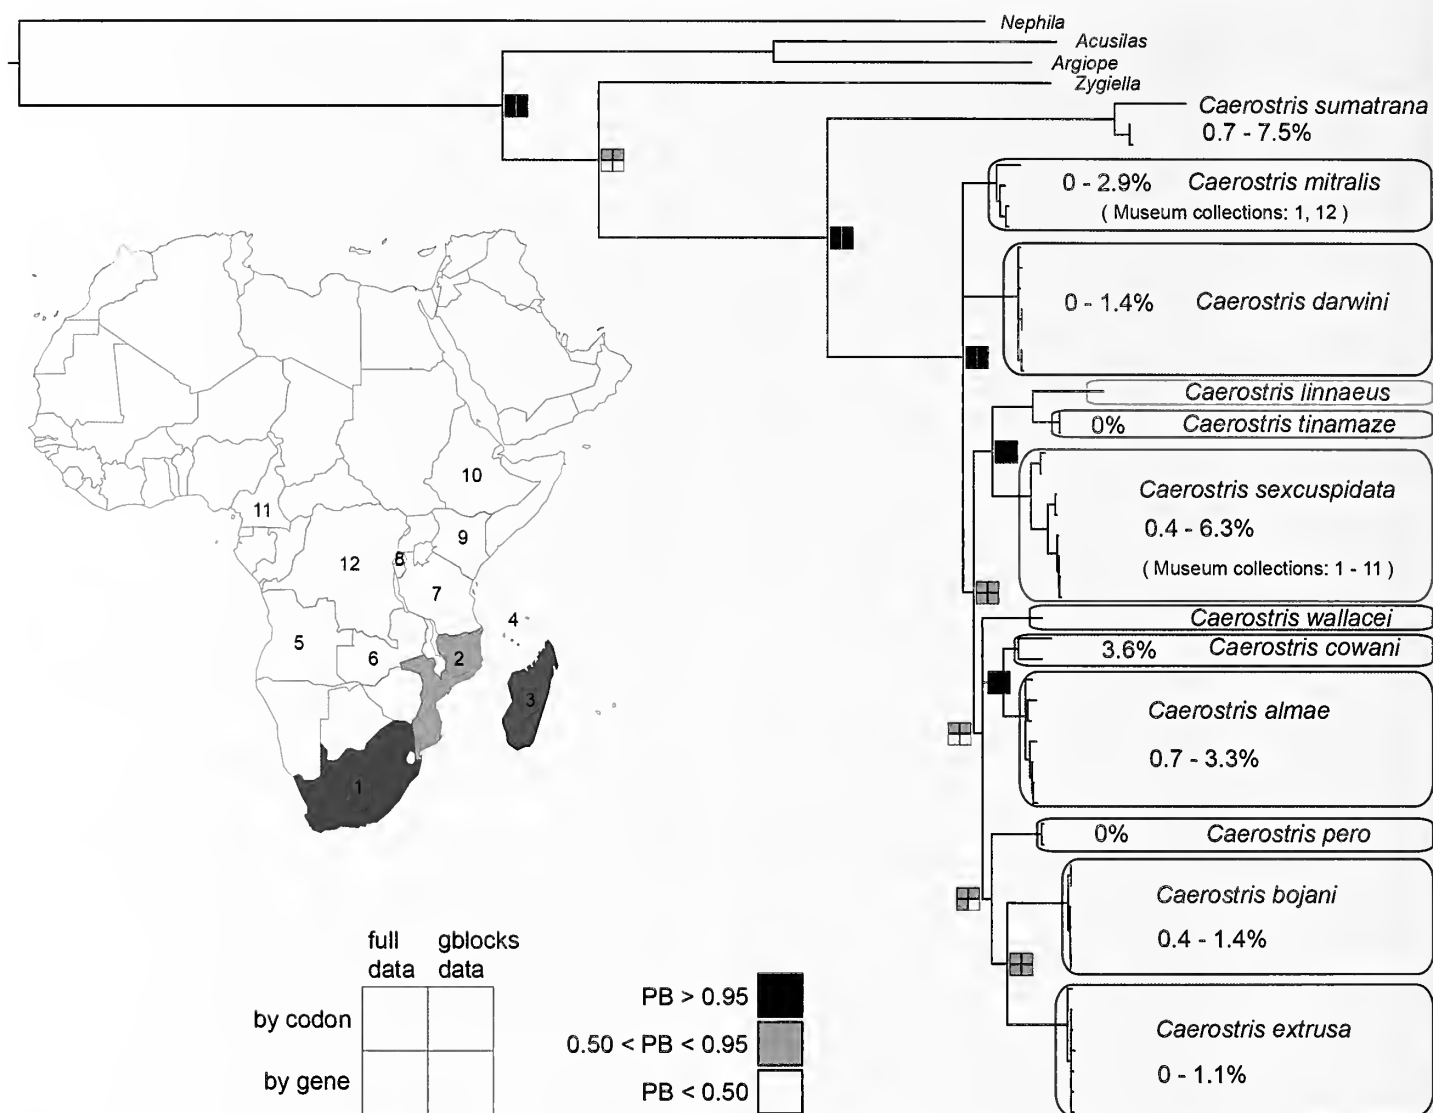 Nephila
Acusilas
Argiope
Zygiella
Caerostris sumatrana
0.7 - 7.5%
0 - 2.9% Caerostris mitralis
( Museum collections: 1, 12 )
0 - 1.4% Caerostris darwini
Caerostris linnaeus
0% Caerostris tinamaze
Caerostris sexcuspidata
0.4 - 6.3%
( Museum collections: 1 - 11 )
Caerostris wallacei
3.6% Caerostris cowani
Caerostris almae
0.7 - 3.3%
0% Caerostris pero
Caerostris bojani
0.4 - 1.4%
Caerostris extrusa
0 - 1.1%
10
11
9
8
12
7
4
5
6
2
3
1
full data
gblocks data
by codon
by gene
PB > 0.95
0.50 < PB < 0.95
PB < 0.50